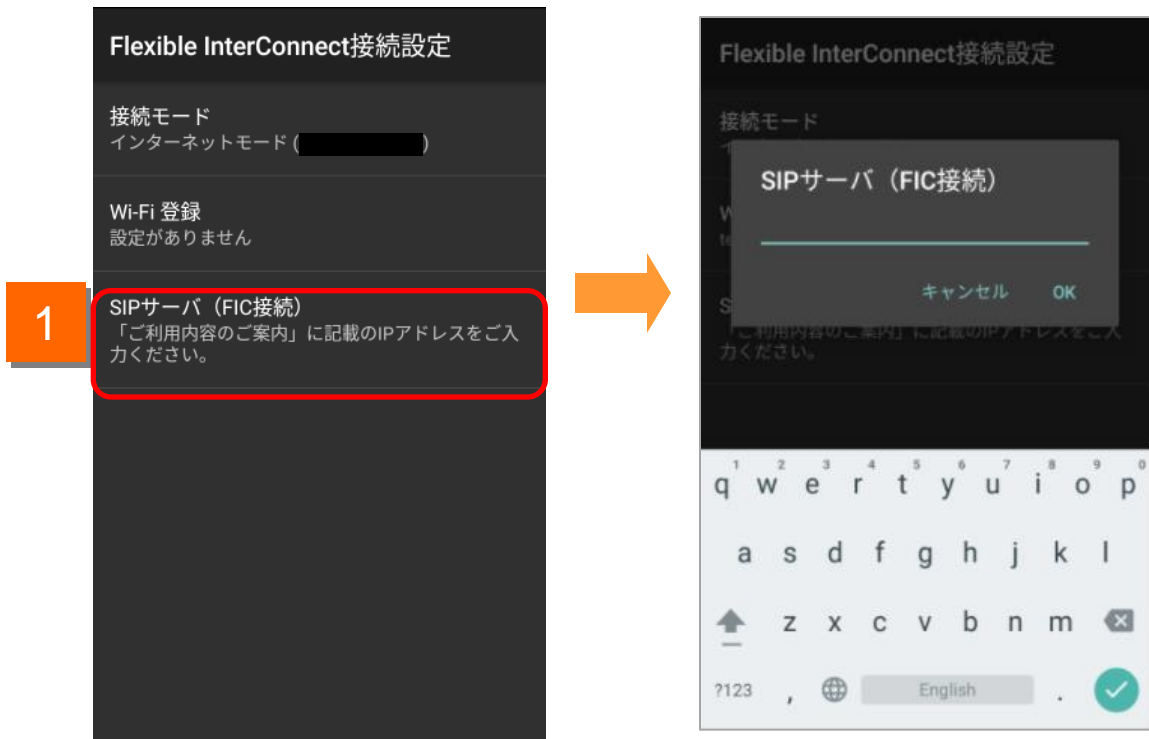 Flexible InterConnect接続設定
接続モード
インターネットモード ( )
Wi-Fi 登録
設定がありません
1
SIPサーバ（FIC接続）
「ご利用内容のご案内」に記載のIPアドレスをご入
力ください。
Flexible InterConnect接続設定
接続モード
SIPサーバ（FIC接続）
キャンセル OK
「ご利用内容のご案内」に記載のIPアドレスをご入
力ください。
1 2 3 4 5 6 7 8 9 0
q w e r t y u i o p
a s d f g h j k l
z x c v b n m
?123 , English .